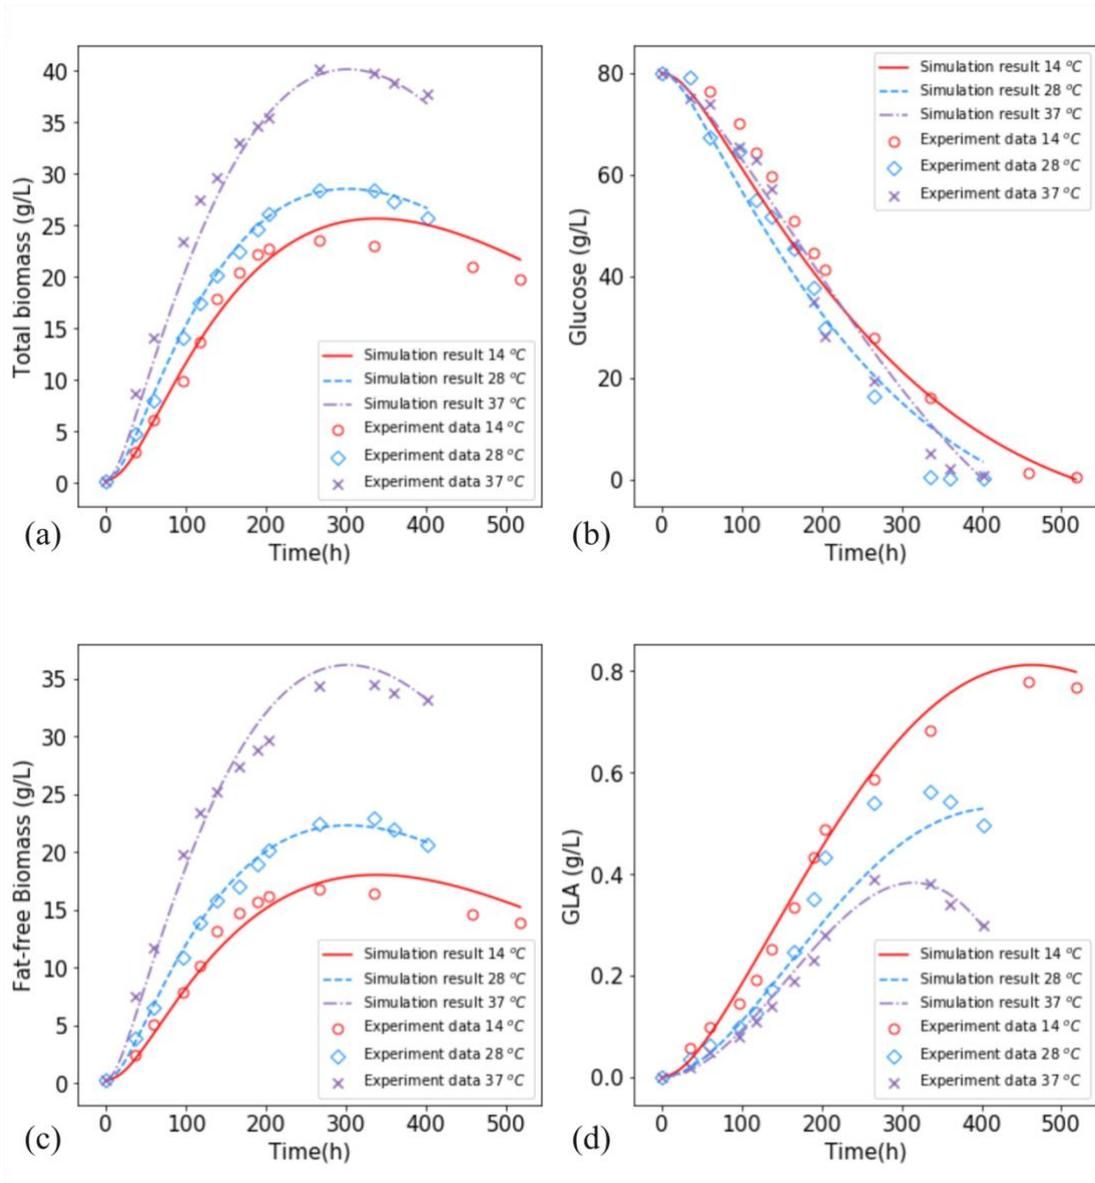 40
35
30
25
20
15
10
5
0
Total biomass (g/L)
Simulation result 14 °C
Simulation result 28 °C
Simulation result 37 °C
Experiment data 14 °C
Experiment data 28 °C
Experiment data 37 °C
0 100 200 300 400 500
Time(h)
(a)
80
60
40
20
0
Glucose (g/L)
Simulation result 14 °C
Simulation result 28 °C
Simulation result 37 °C
Experiment data 14 °C
Experiment data 28 °C
Experiment data 37 °C
0 100 200 300 400 500
Time(h)
(b)
35
30
25
20
15
10
5
0
Fat-free Biomass (g/L)
Simulation result 14 °C
Simulation result 28 °C
Simulation result 37 °C
Experiment data 14 °C
Experiment data 28 °C
Experiment data 37 °C
0 100 200 300 400 500
Time(h)
(c)
0.8
0.6
0.4
0.2
0.0
GLA (g/L)
Simulation result 14 °C
Simulation result 28 °C
Simulation result 37 °C
Experiment data 14 °C
Experiment data 28 °C
Experiment data 37 °C
0 100 200 300 400 500
Time(h)
(d)